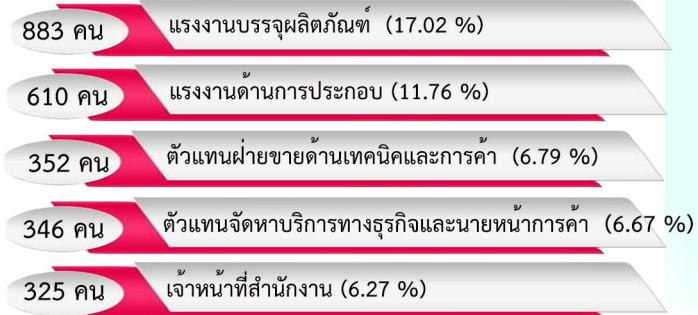 883 คน แรงงานบรรจุผลิตภัณฑ์ (17.02 %)
610 คน แรงงานด้านการประกอบ (11.76 %)
352 คน ตัวแทนฝ่ายขายด้านเทคนิคและการค้า (6.79 %)
346 คน ตัวแทนจัดหาบริการทางธุรกิจและนายหน้าการค้า (6.67 %)
325 คน เจ้าหน้าที่สำนักงาน (6.27 %)